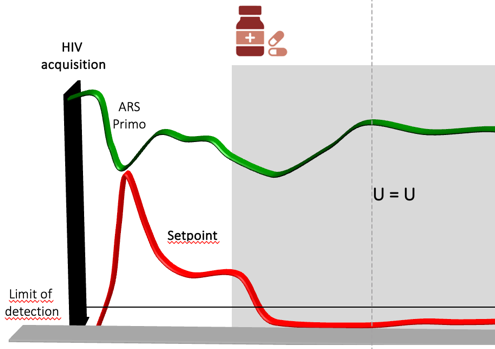 HIV
acquisition
ARS
Primo
U = U
Setpoint
Limit of
detection